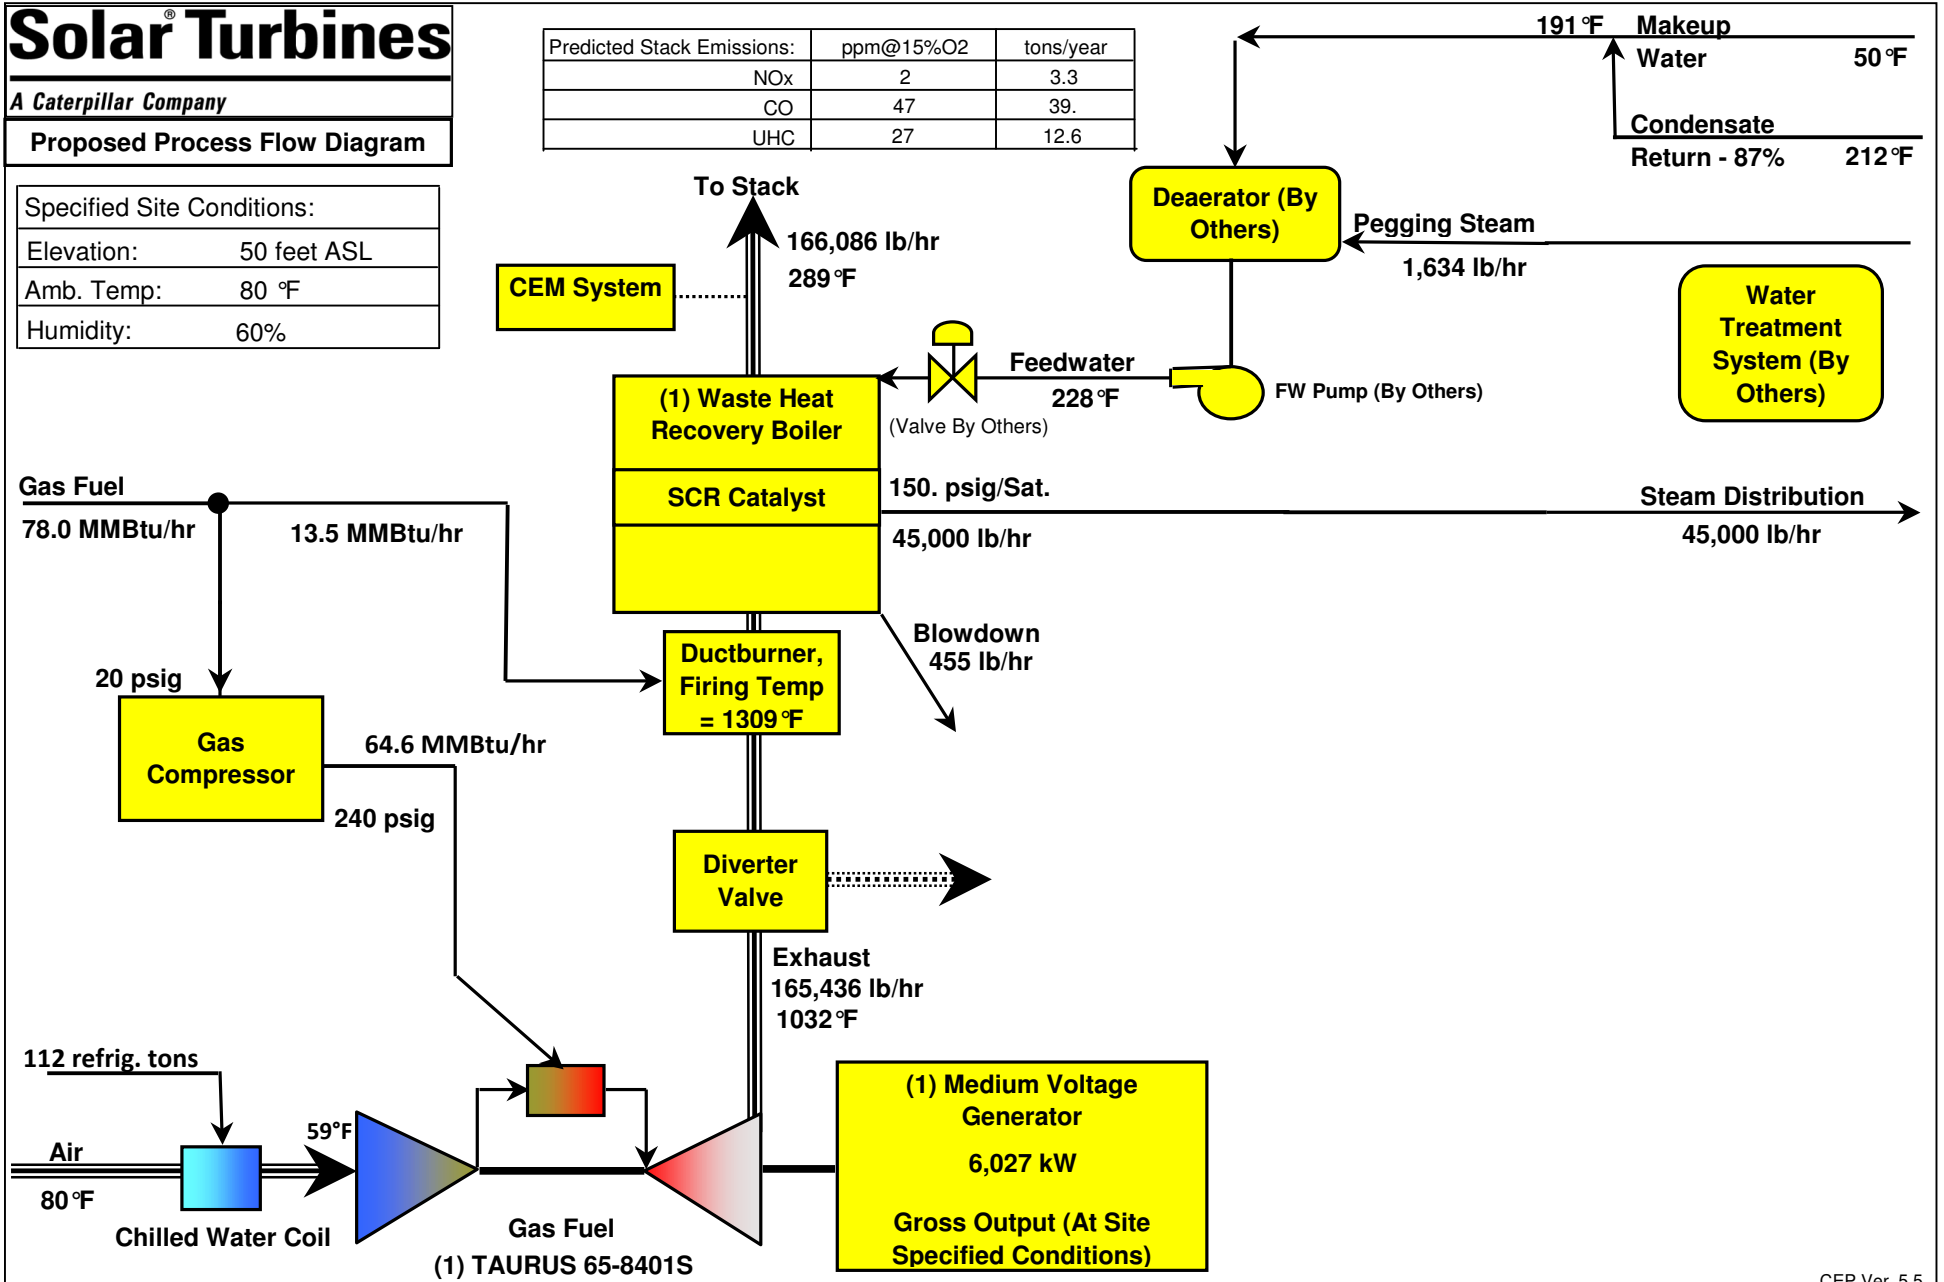 Solar® Turbines
A Caterpillar Company
Proposed Process Flow Diagram
Predicted Stack Emissions: ppm@15%O2 tons/year
NOx 2 3.3
CO 47 39.
UHC 27 12.6
Specified Site Conditions:
Elevation: 50 feet ASL
Amb. Temp: 80 °F
Humidity: 60%
191°F Makeup
Water 50°F
Condensate
Return - 87% 212°F
Deaerator (By
Others)
Pegging Steam
1,634 lb/hr
Water
Treatment
System (By
Others)
To Stack
166,086 lb/hr
289°F
CEM System
Feedwater
228°F
(Valve By Others)
FW Pump (By Others)
(1) Waste Heat
Recovery Boiler
SCR Catalyst
150. psig/Sat.
45,000 lb/hr
Steam Distribution
45,000 lb/hr
Gas Fuel
78.0 MMBtu/hr
13.5 MMBtu/hr
Blowdown
455 lb/hr
Ductburner,
Firing Temp
= 1309°F
20 psig
Gas
Compressor
64.6 MMBtu/hr
240 psig
Diverter
Valve
Exhaust
165,436 lb/hr
1032°F
112 refrig. tons
59°F
Air
80°F
Chilled Water Coil
Gas Fuel
(1) TAURUS 65-8401S
(1) Medium Voltage
Generator
6,027 kW
Gross Output (At Site
Specified Conditions)
CEP Ver. 5.5